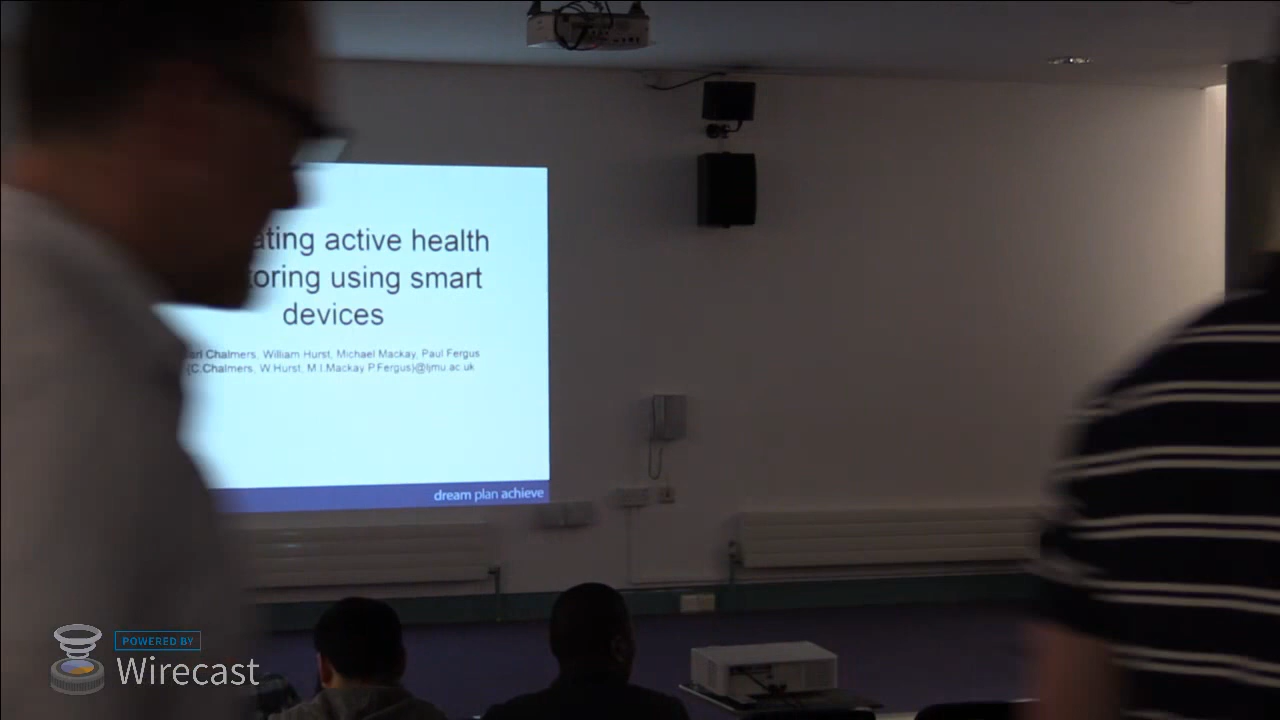 ating active health
toring using smart
devices
arl Chalmers, William Hurst, Michael Mackay, Paul Fergus
{C.Chalmers, W.Hurst, M.I.Mackay P.Fergus}@ljmu.ac.uk
dream plan achieve
POWERED BY
Wirecast